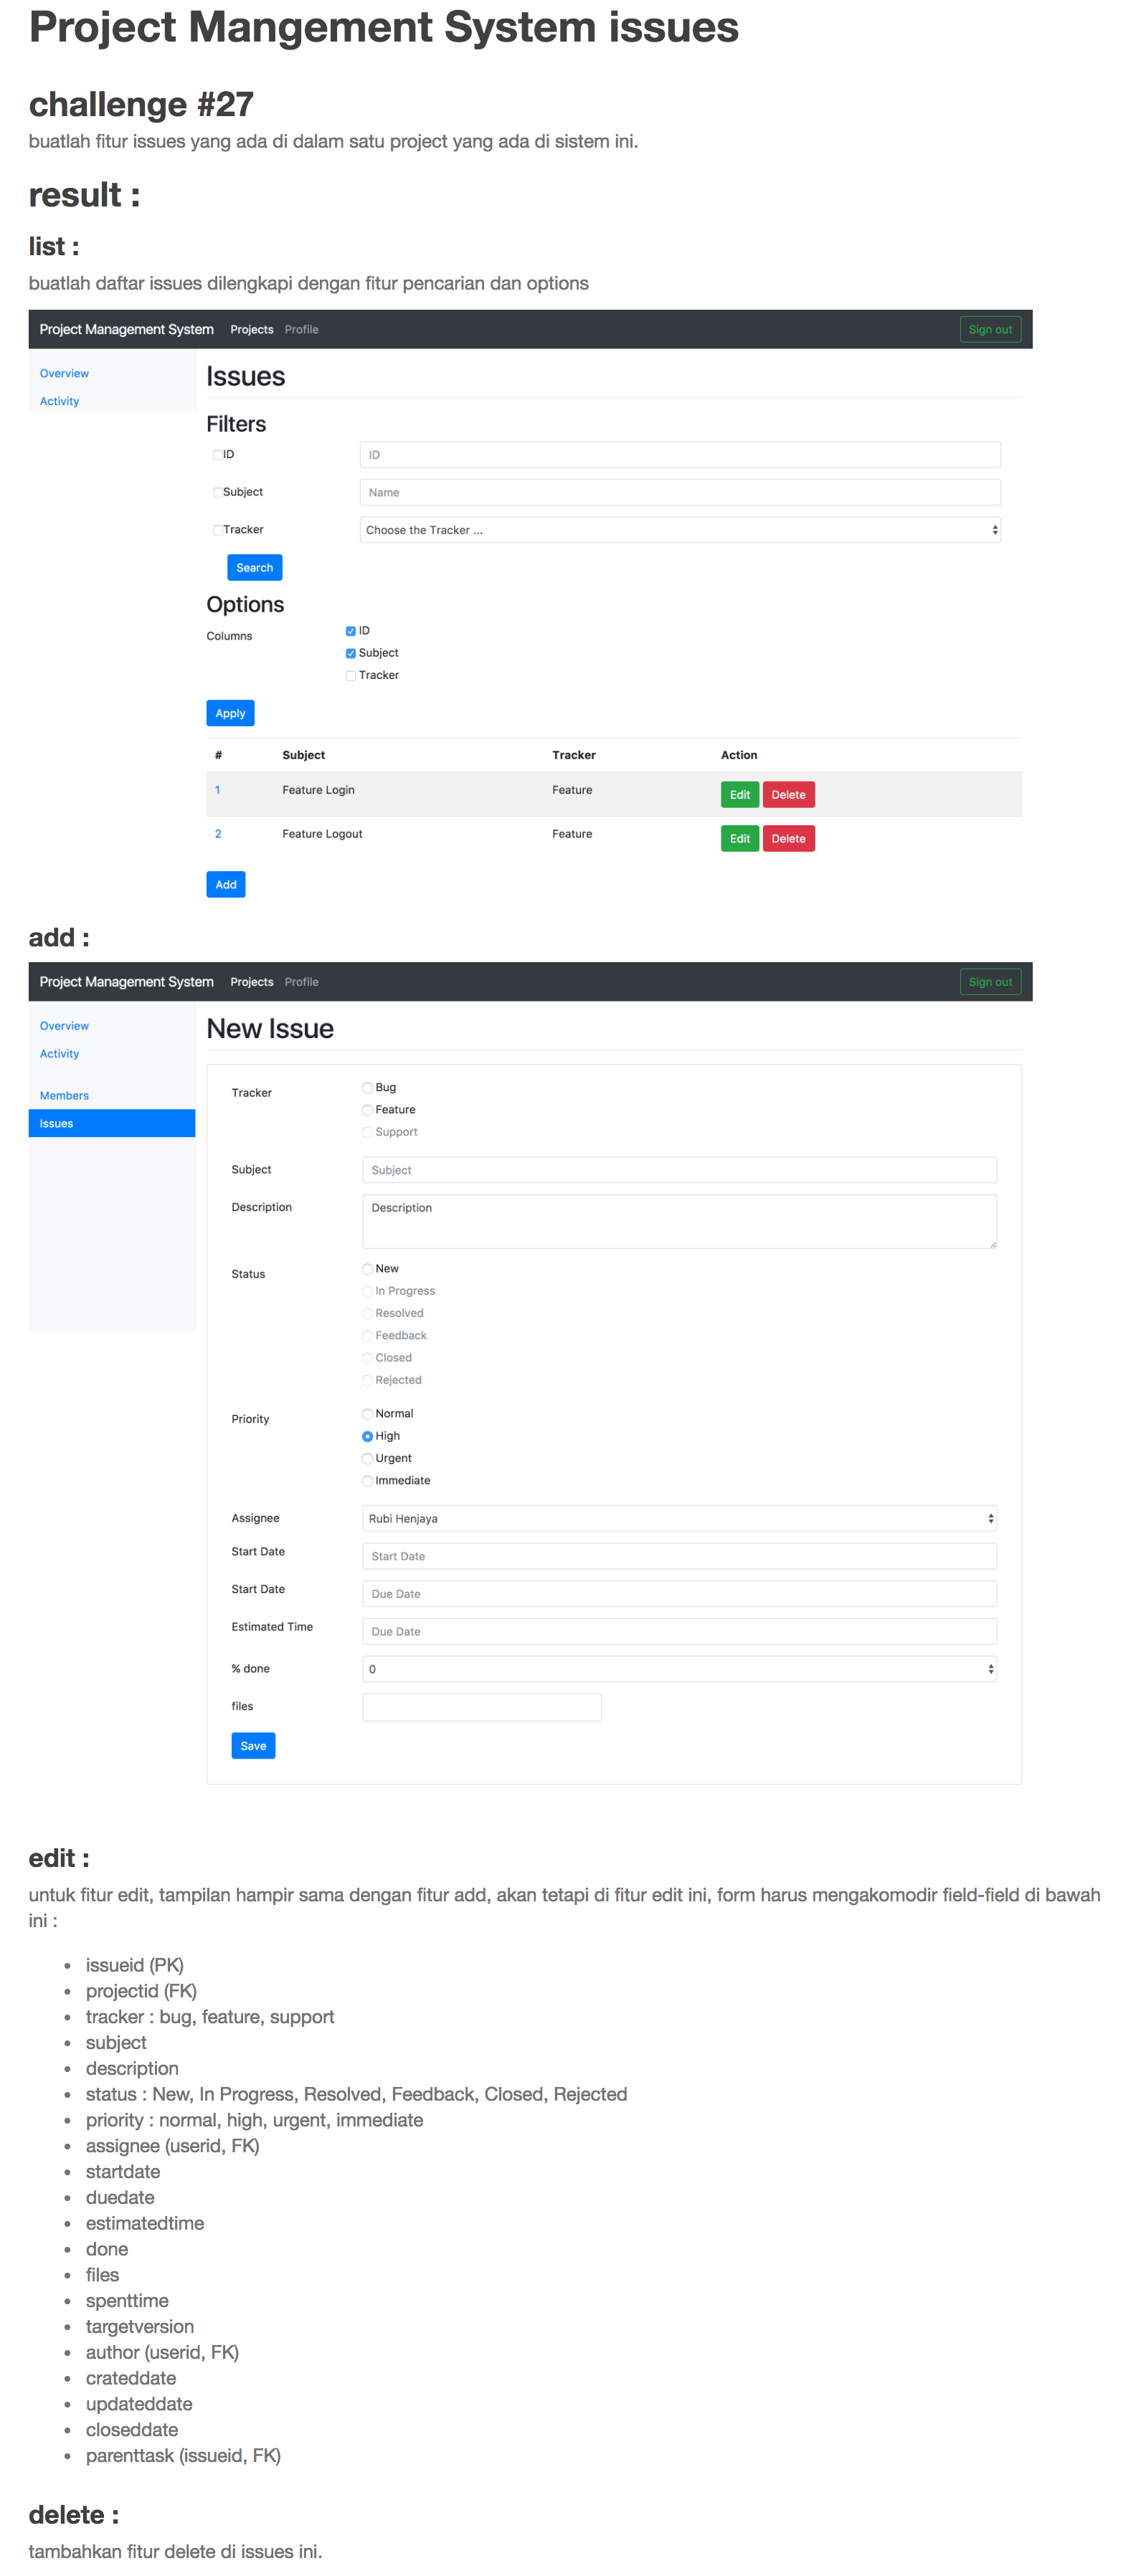 Project Mangement System issues
challenge #27
buatlah fitur issues yang ada di dalam satu project yang ada di sistem ini.
result :
list :
buatlah daftar issues dilengkapi dengan fitur pencarian dan options
Project Management System Projects Profile Sign out
Overview
Activity
Issues
Filters
ID ID
Subject Name
Tracker Choose the Tracker ...
Search
Options
Columns ID
Subject
Tracker
Apply
# Subject Tracker Action
1 Feature Login Feature Edit Delete
2 Feature Logout Feature Edit Delete
Add
add :
Project Management System Projects Profile Sign out
Overview
Activity
Members
Issues
New Issue
Tracker Bug
Feature
Support
Subject Subject
Description Description
Status New
In Progress
Resolved
Feedback
Closed
Rejected
Priority Normal
High
Urgent
Immediate
Assignee Rubi Henjaya
Start Date Start Date
Start Date Due Date
Estimated Time Due Date
% done 0
files
Save
edit :
untuk fitur edit, tampilan hampir sama dengan fitur add, akan tetapi di fitur edit ini, form harus mengakomodir field-field di bawah
ini :
• issueid (PK)
• projectid (FK)
• tracker : bug, feature, support
• subject
• description
• status : New, In Progress, Resolved, Feedback, Closed, Rejected
• priority : normal, high, urgent, immediate
• assignee (userid, FK)
• startdate
• duedate
• estimatedtime
• done
• files
• spenttime
• targetversion
• author (userid, FK)
• crateddate
• updateddate
• closeddate
• parenttask (issueid, FK)
delete :
tambahkan fitur delete di issues ini.